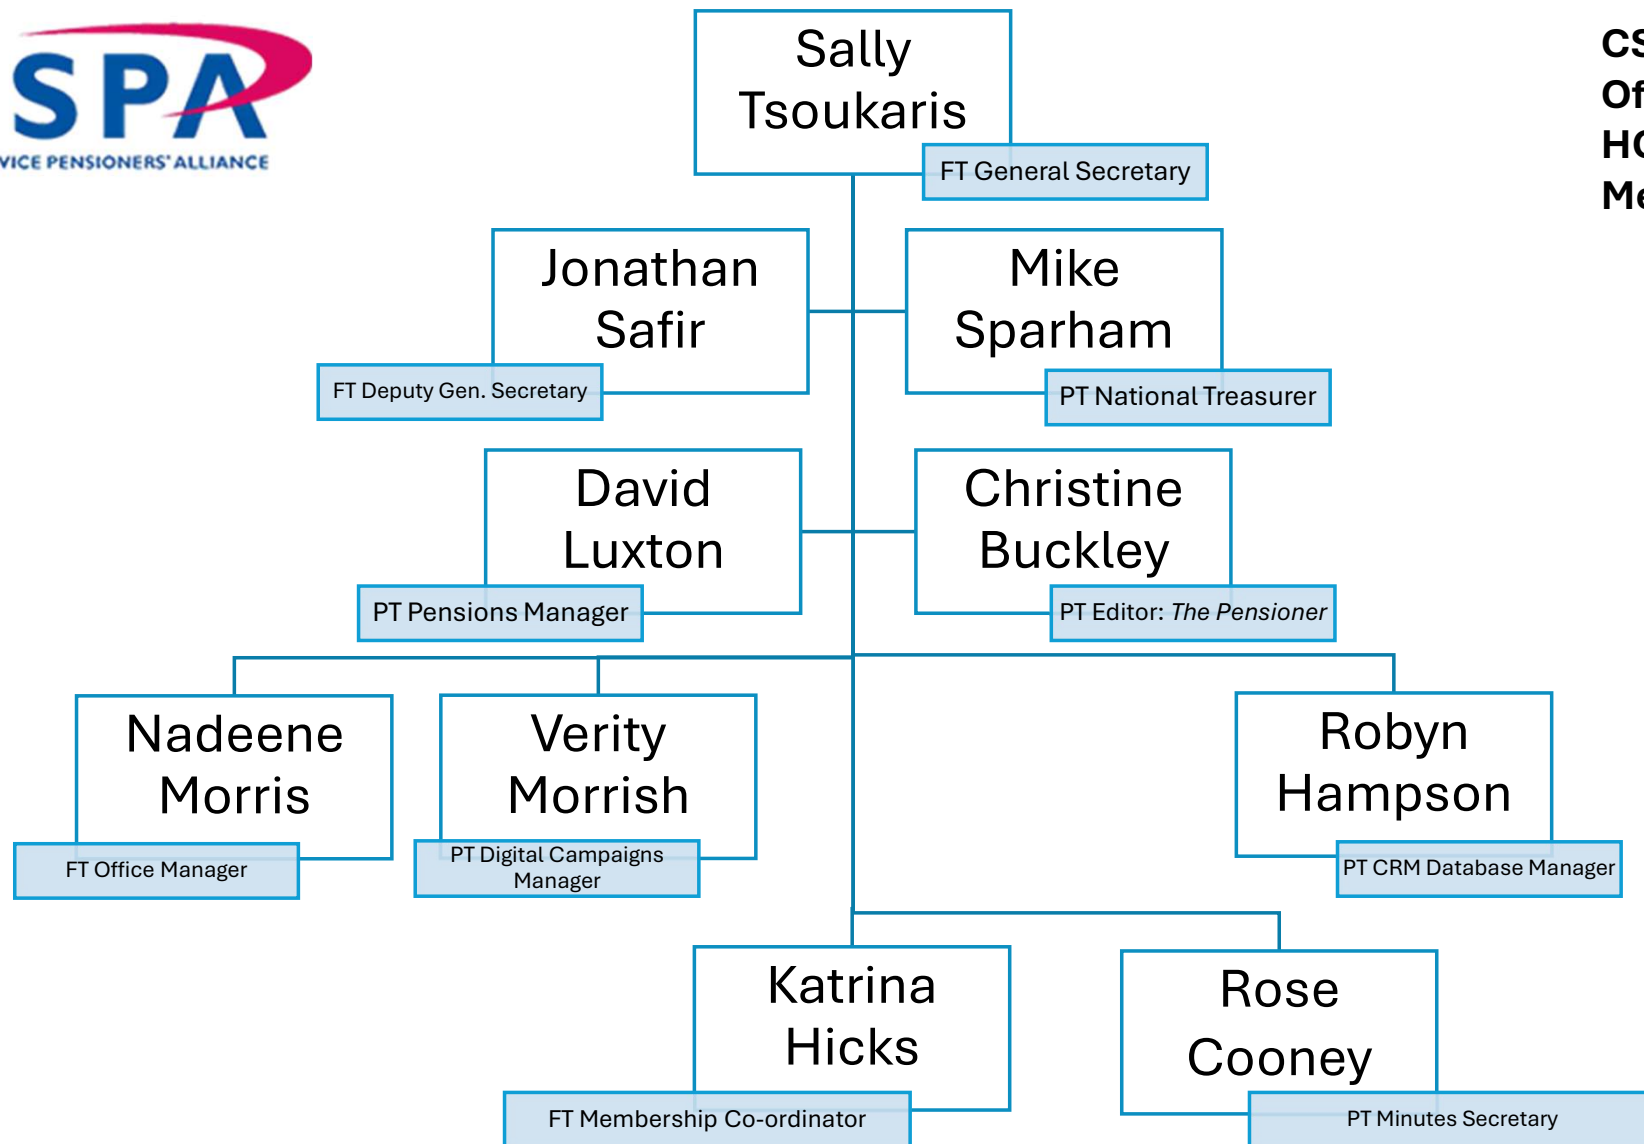 SPA
VICE PENSIONERS' ALLIANCE
Sally
Tsoukaris
FT General Secretary
Jonathan
Safir
FT Deputy Gen. Secretary
Mike
Sparham
PT National Treasurer
David
Luxton
PT Pensions Manager
Christine
Buckley
PT Editor: The Pensioner
Nadeene
Morris
FT Office Manager
Verity
Morrish
PT Digital Campaigns
Manager
Robyn
Hampson
PT CRM Database Manager
Katrina
Hicks
FT Membership Co-ordinator
Rose
Cooney
PT Minutes Secretary